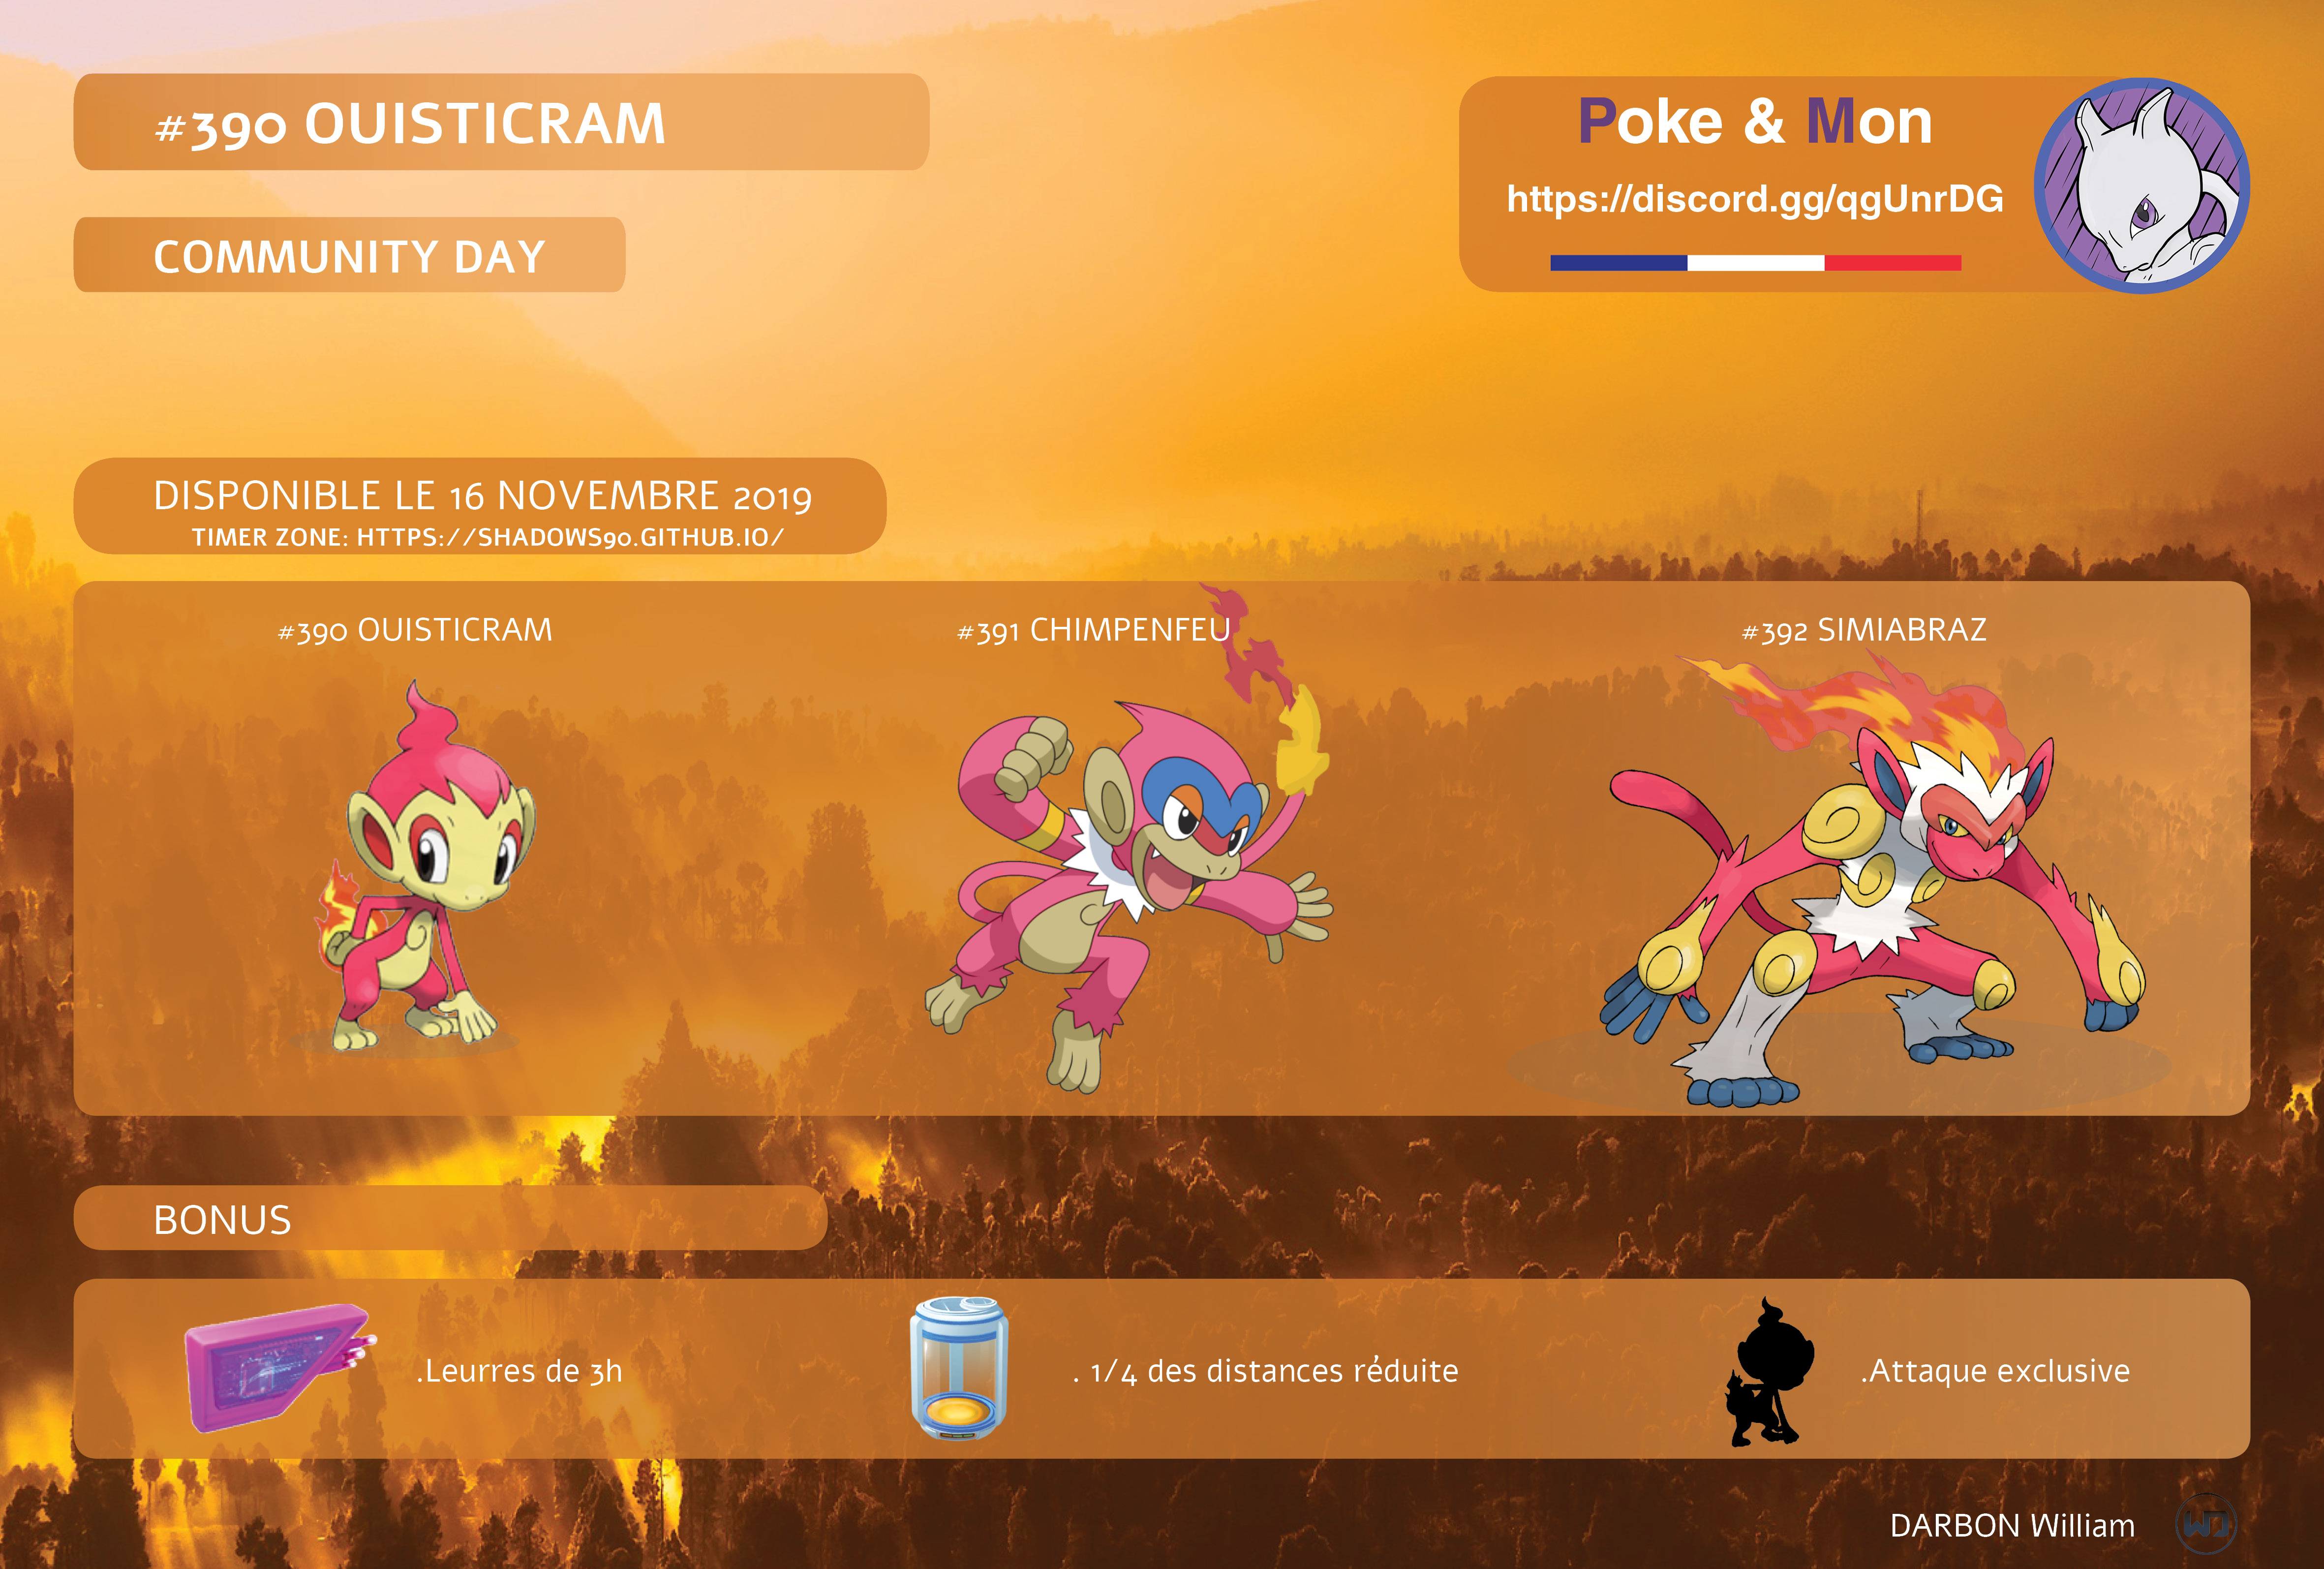 #390 OUISTICRAM
COMMUNITY DAY
Poke & Mon
https://discord.gg/qgUnrDG
DISPONIBLE LE 16 NOVEMBRE 2019
TIMER ZONE: HTTPS://SHADOWS90.GITHUB.IO/
#390 OUISTICRAM
#391 CHIMPENFEU
#392 SIMIABRAZ
BONUS
.Leurres de 3h
. 1/4 des distances réduite
.Attaque exclusive
DARBON William
WD